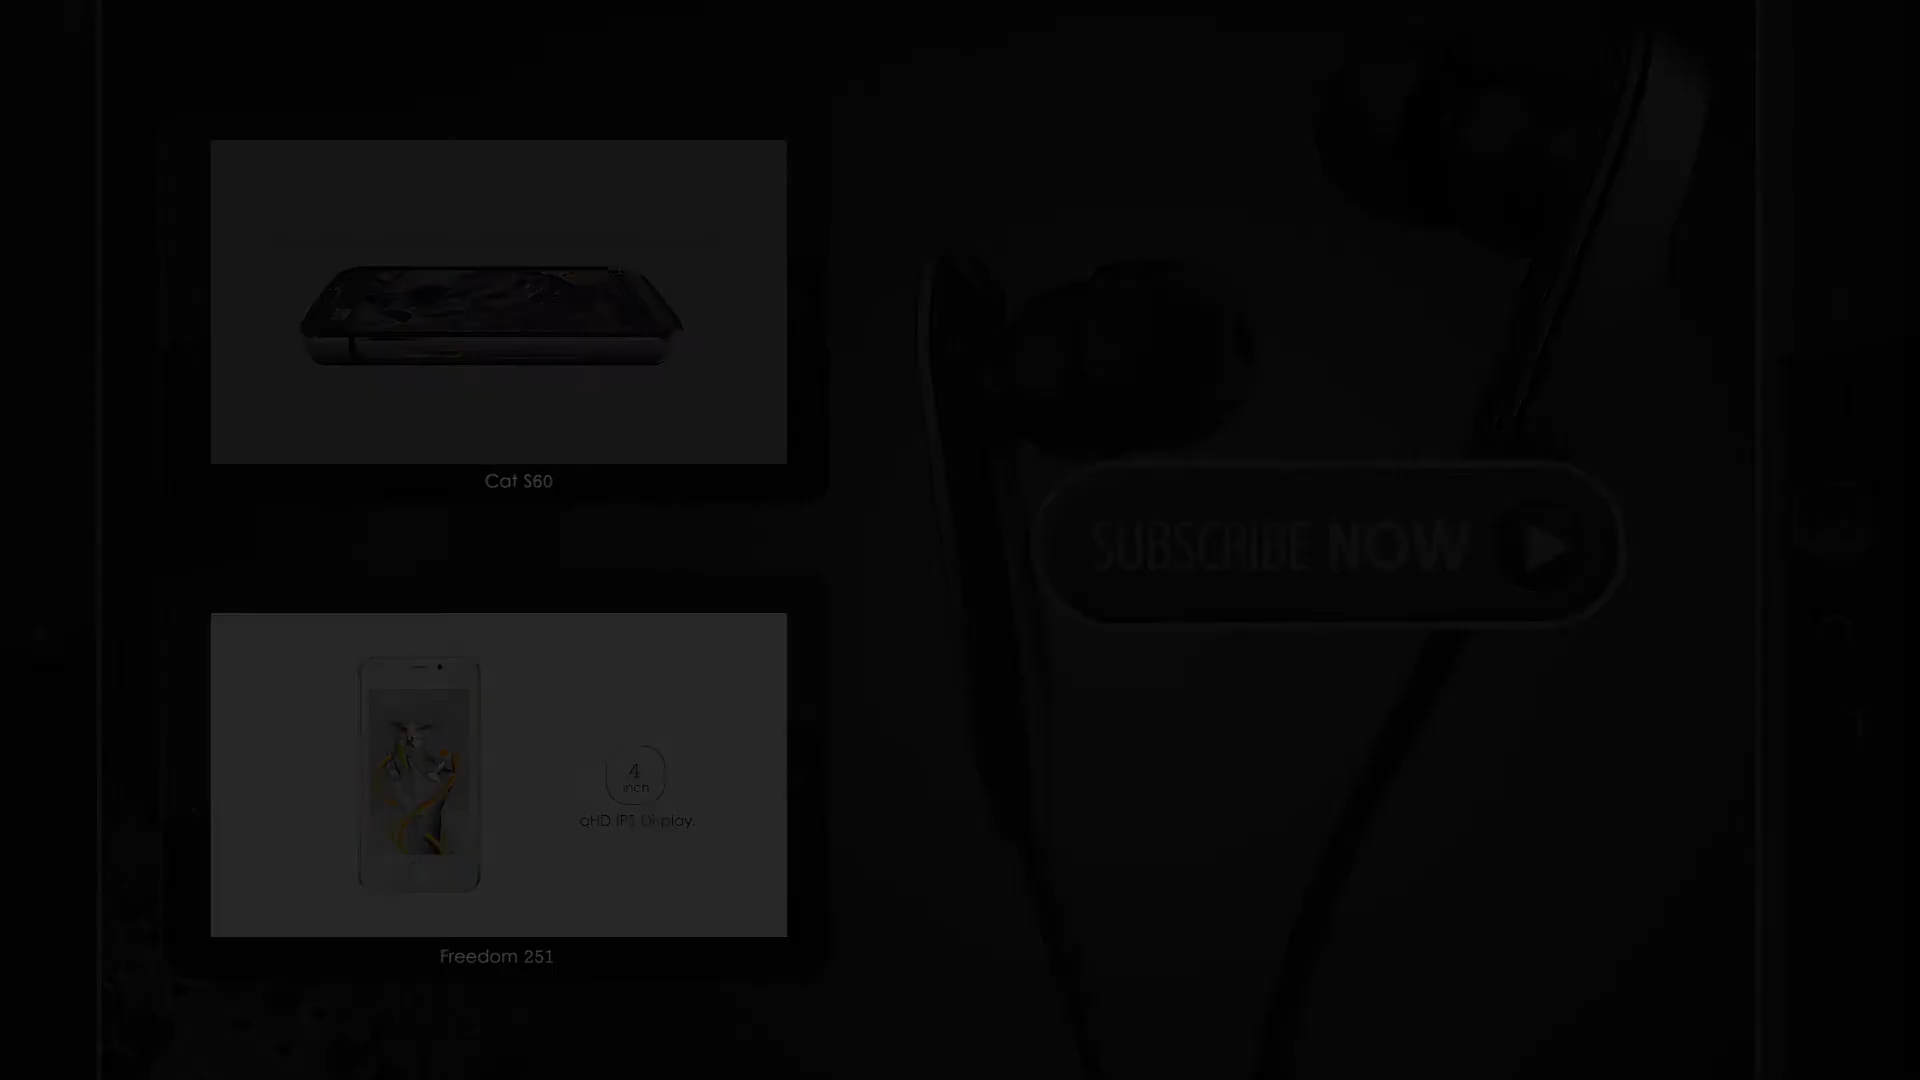 Cat S60
SUBSCRIBE NOW
4
inch
qHD IPS Display.
Freedom 251